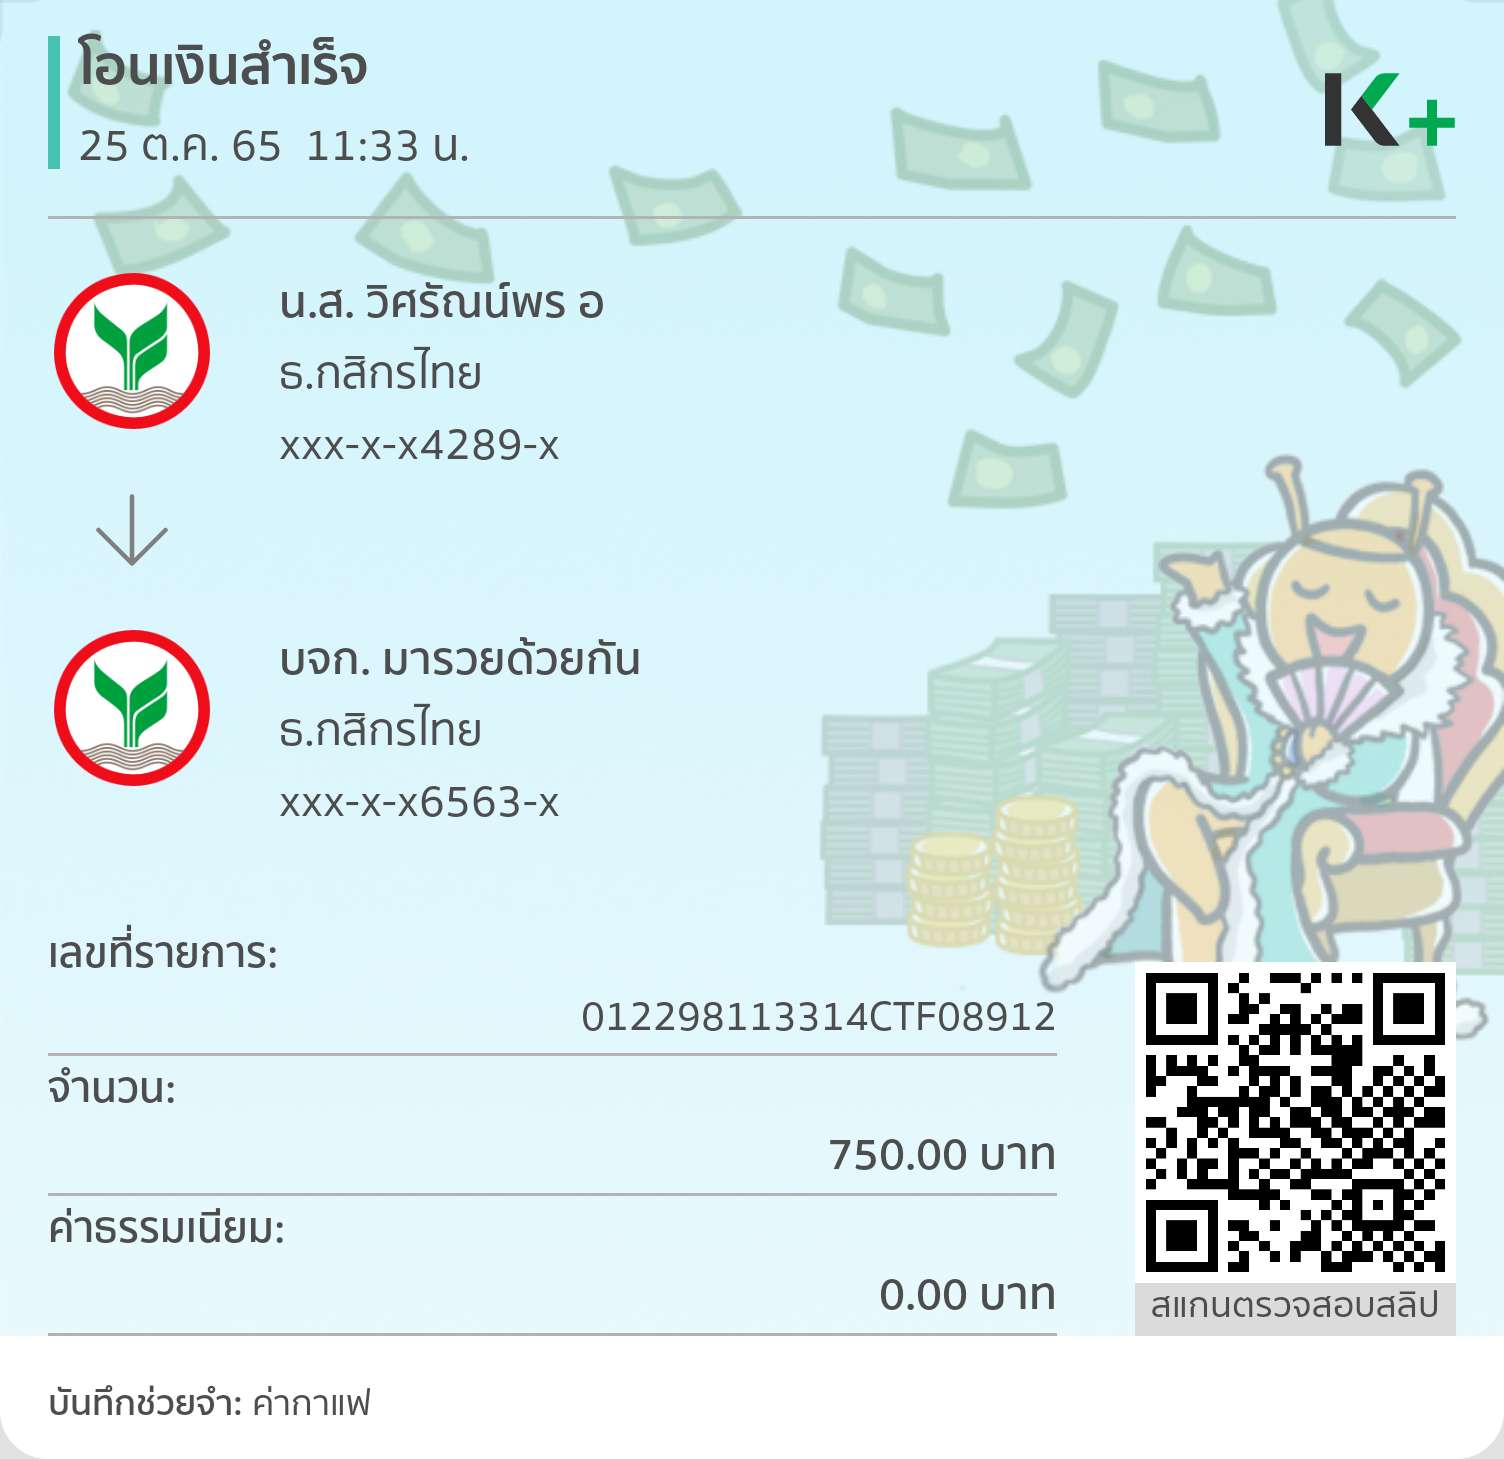 โอนเงินสำเร็จ
25 ต.ค. 65 11:33 น.
K+
น.ส. วิศรัณน์พร อ
ธ.กสิกรไทย
xxx-x-x4289-x
บจก. มารวยด้วยกัน
ธ.กสิกรไทย
xxx-x-x6563-x
เลขที่รายการ:
012298113314CTF08912
จำนวน:
750.00 บาท
ค่าธรรมเนียม:
0.00 บาท
สแกนตรวจสอบสลิป
บันทึกช่วยจำ: ค่ากาแฟ